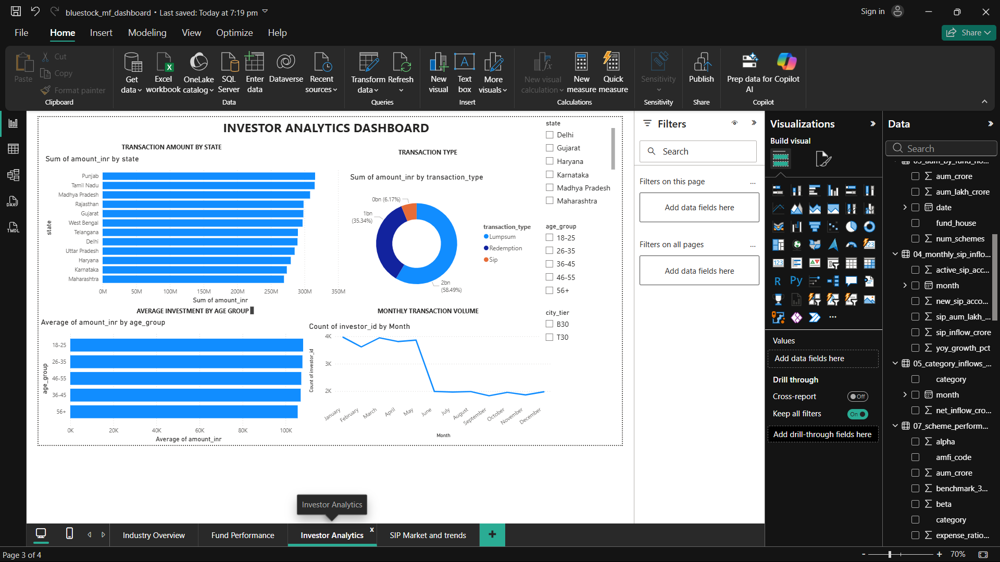 bluestock_mf_dashboard • Last saved: Today at 7:19 pm
Sign in
File Home Insert Modeling View Optimize Help
Share
Paste
Cut
Copy
Format painter
Clipboard
Get data
Excel workbook
OneLake catalog
SQL Server
Enter data
Dataverse
Recent sources
Data
Transform data
Refresh
Queries
New visual
Text box
More visuals
Insert
New visual calculation
New measure
Quick measure
Calculations
Sensitivity
Sensitivity
Publish
Share
Prep data for AI
Copilot
Copilot
DAX
TMDL
INVESTOR ANALYTICS DASHBOARD
TRANSACTION AMOUNT BY STATE
Sum of amount_inr by state
state
Punjab
Tamil Nadu
Madhya Pradesh
Rajasthan
Gujarat
West Bengal
Telangana
Delhi
Uttar Pradesh
Haryana
Karnataka
Maharashtra
0M 50M 100M 150M 200M 250M 300M 350M
Sum of amount_inr
TRANSACTION TYPE
Sum of amount_inr by transaction_type
0bn (6.17%)
1bn
(35.34%)
2bn
(58.49%)
transaction_type
Lumpsum
Redemption
Sip
state
Delhi
Gujarat
Haryana
Karnataka
Madhya Pradesh
Maharashtra
age_group
18-25
26-35
36-45
46-55
56+
city_tier
B30
T30
AVERAGE INVESTMENT BY AGE GROUP
Average of amount_inr by age_group
age_group
18-25
26-35
46-55
36-45
56+
0K 20K 40K 60K 80K 100K
Average of amount_inr
MONTHLY TRANSACTION VOLUME
Count of investor_id by Month
Count of investor_id
4K
3K
2K
January February March April May June July August September October November December
Month
Filters
Search
Filters on this page
...
Add data fields here
Filters on all pages
...
Add data fields here
Visualizations
Build visual
123
123
R Py
...
Values
Add data fields here
Drill through
Cross-report
Off
Keep all filters
On
Add drill-through fields here
Data
Search
aum_crore
aum_lakh_crore
date
fund_house
num_schemes
04_monthly_sip_inflo...
active_sip_acc...
month
new_sip_acco...
sip_aum_lakh_...
sip_inflow_crore
yoy_growth_pct
05_category_inflows_...
category
month
net_inflow_cro...
07_scheme_perform...
alpha
amfi_code
aum_crore
benchmark_3...
beta
category
expense_ratio...
Investor Analytics
Industry Overview
Fund Performance
Investor Analytics
x
SIP Market and trends
+
Page 3 of 4
- + 70%